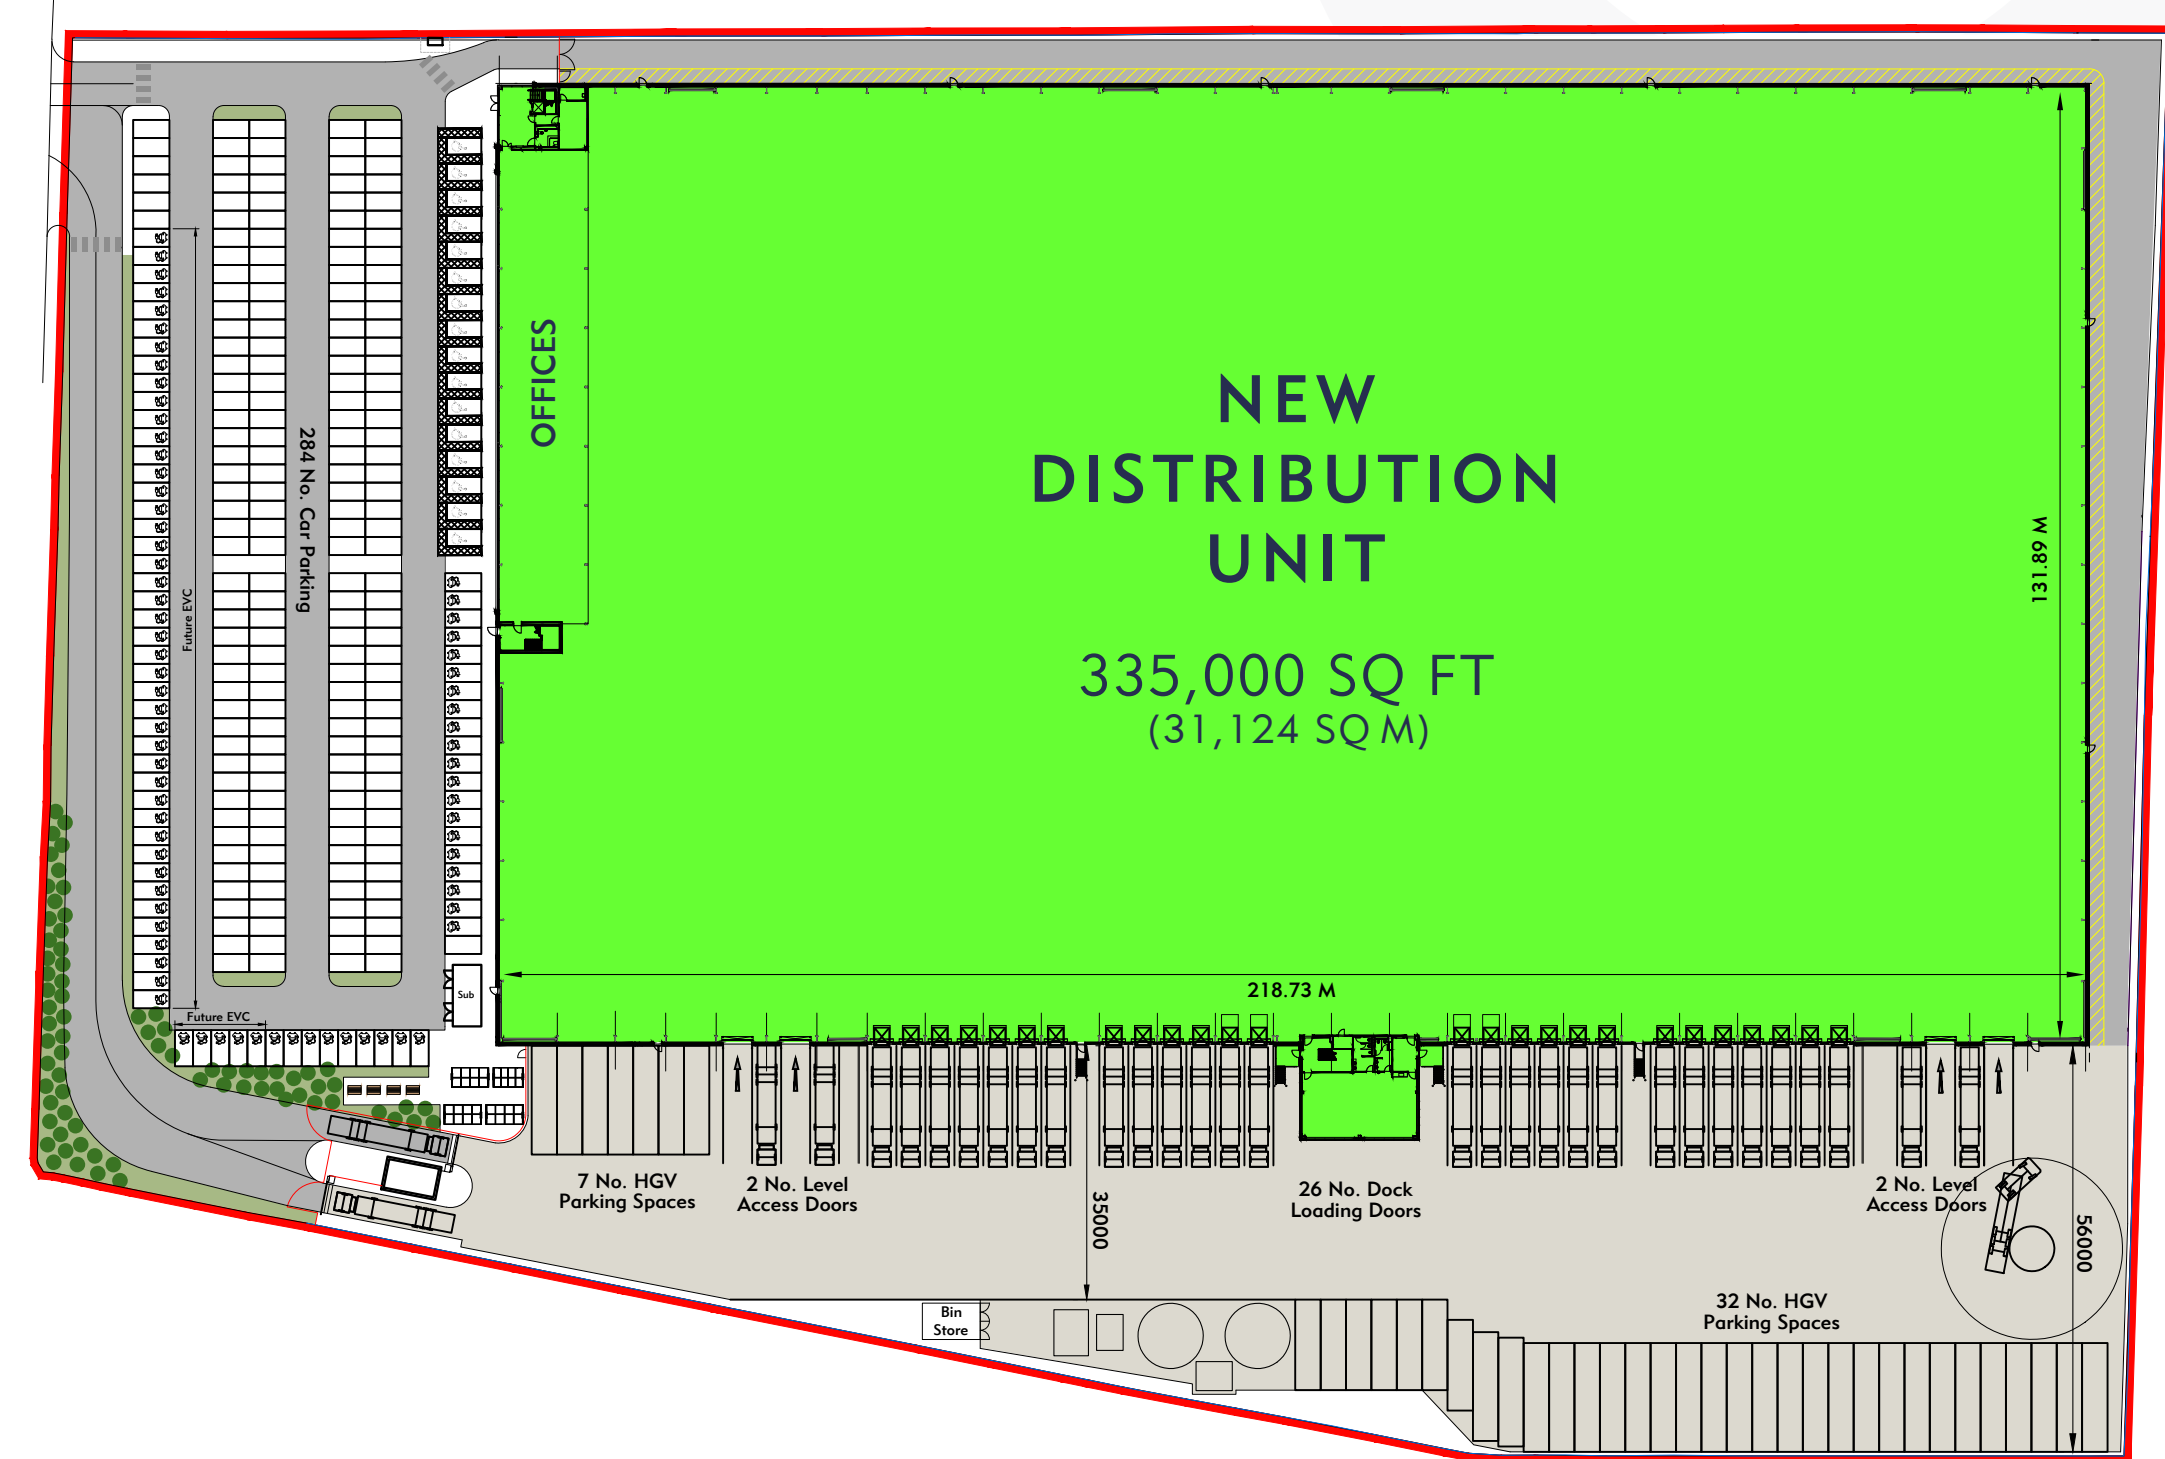 OFFICES
NEW
DISTRIBUTION
UNIT
335,000 SQ FT
(31,124 SQ M)
131.89 M
218.73 M
284 No. Car Parking
Future EVC
Future EVC
Sub
7 No. HGV
Parking Spaces
2 No. Level
Access Doors
35000
26 No. Dock
Loading Doors
2 No. Level
Access Doors
56000
Bin
Store
32 No. HGV
Parking Spaces